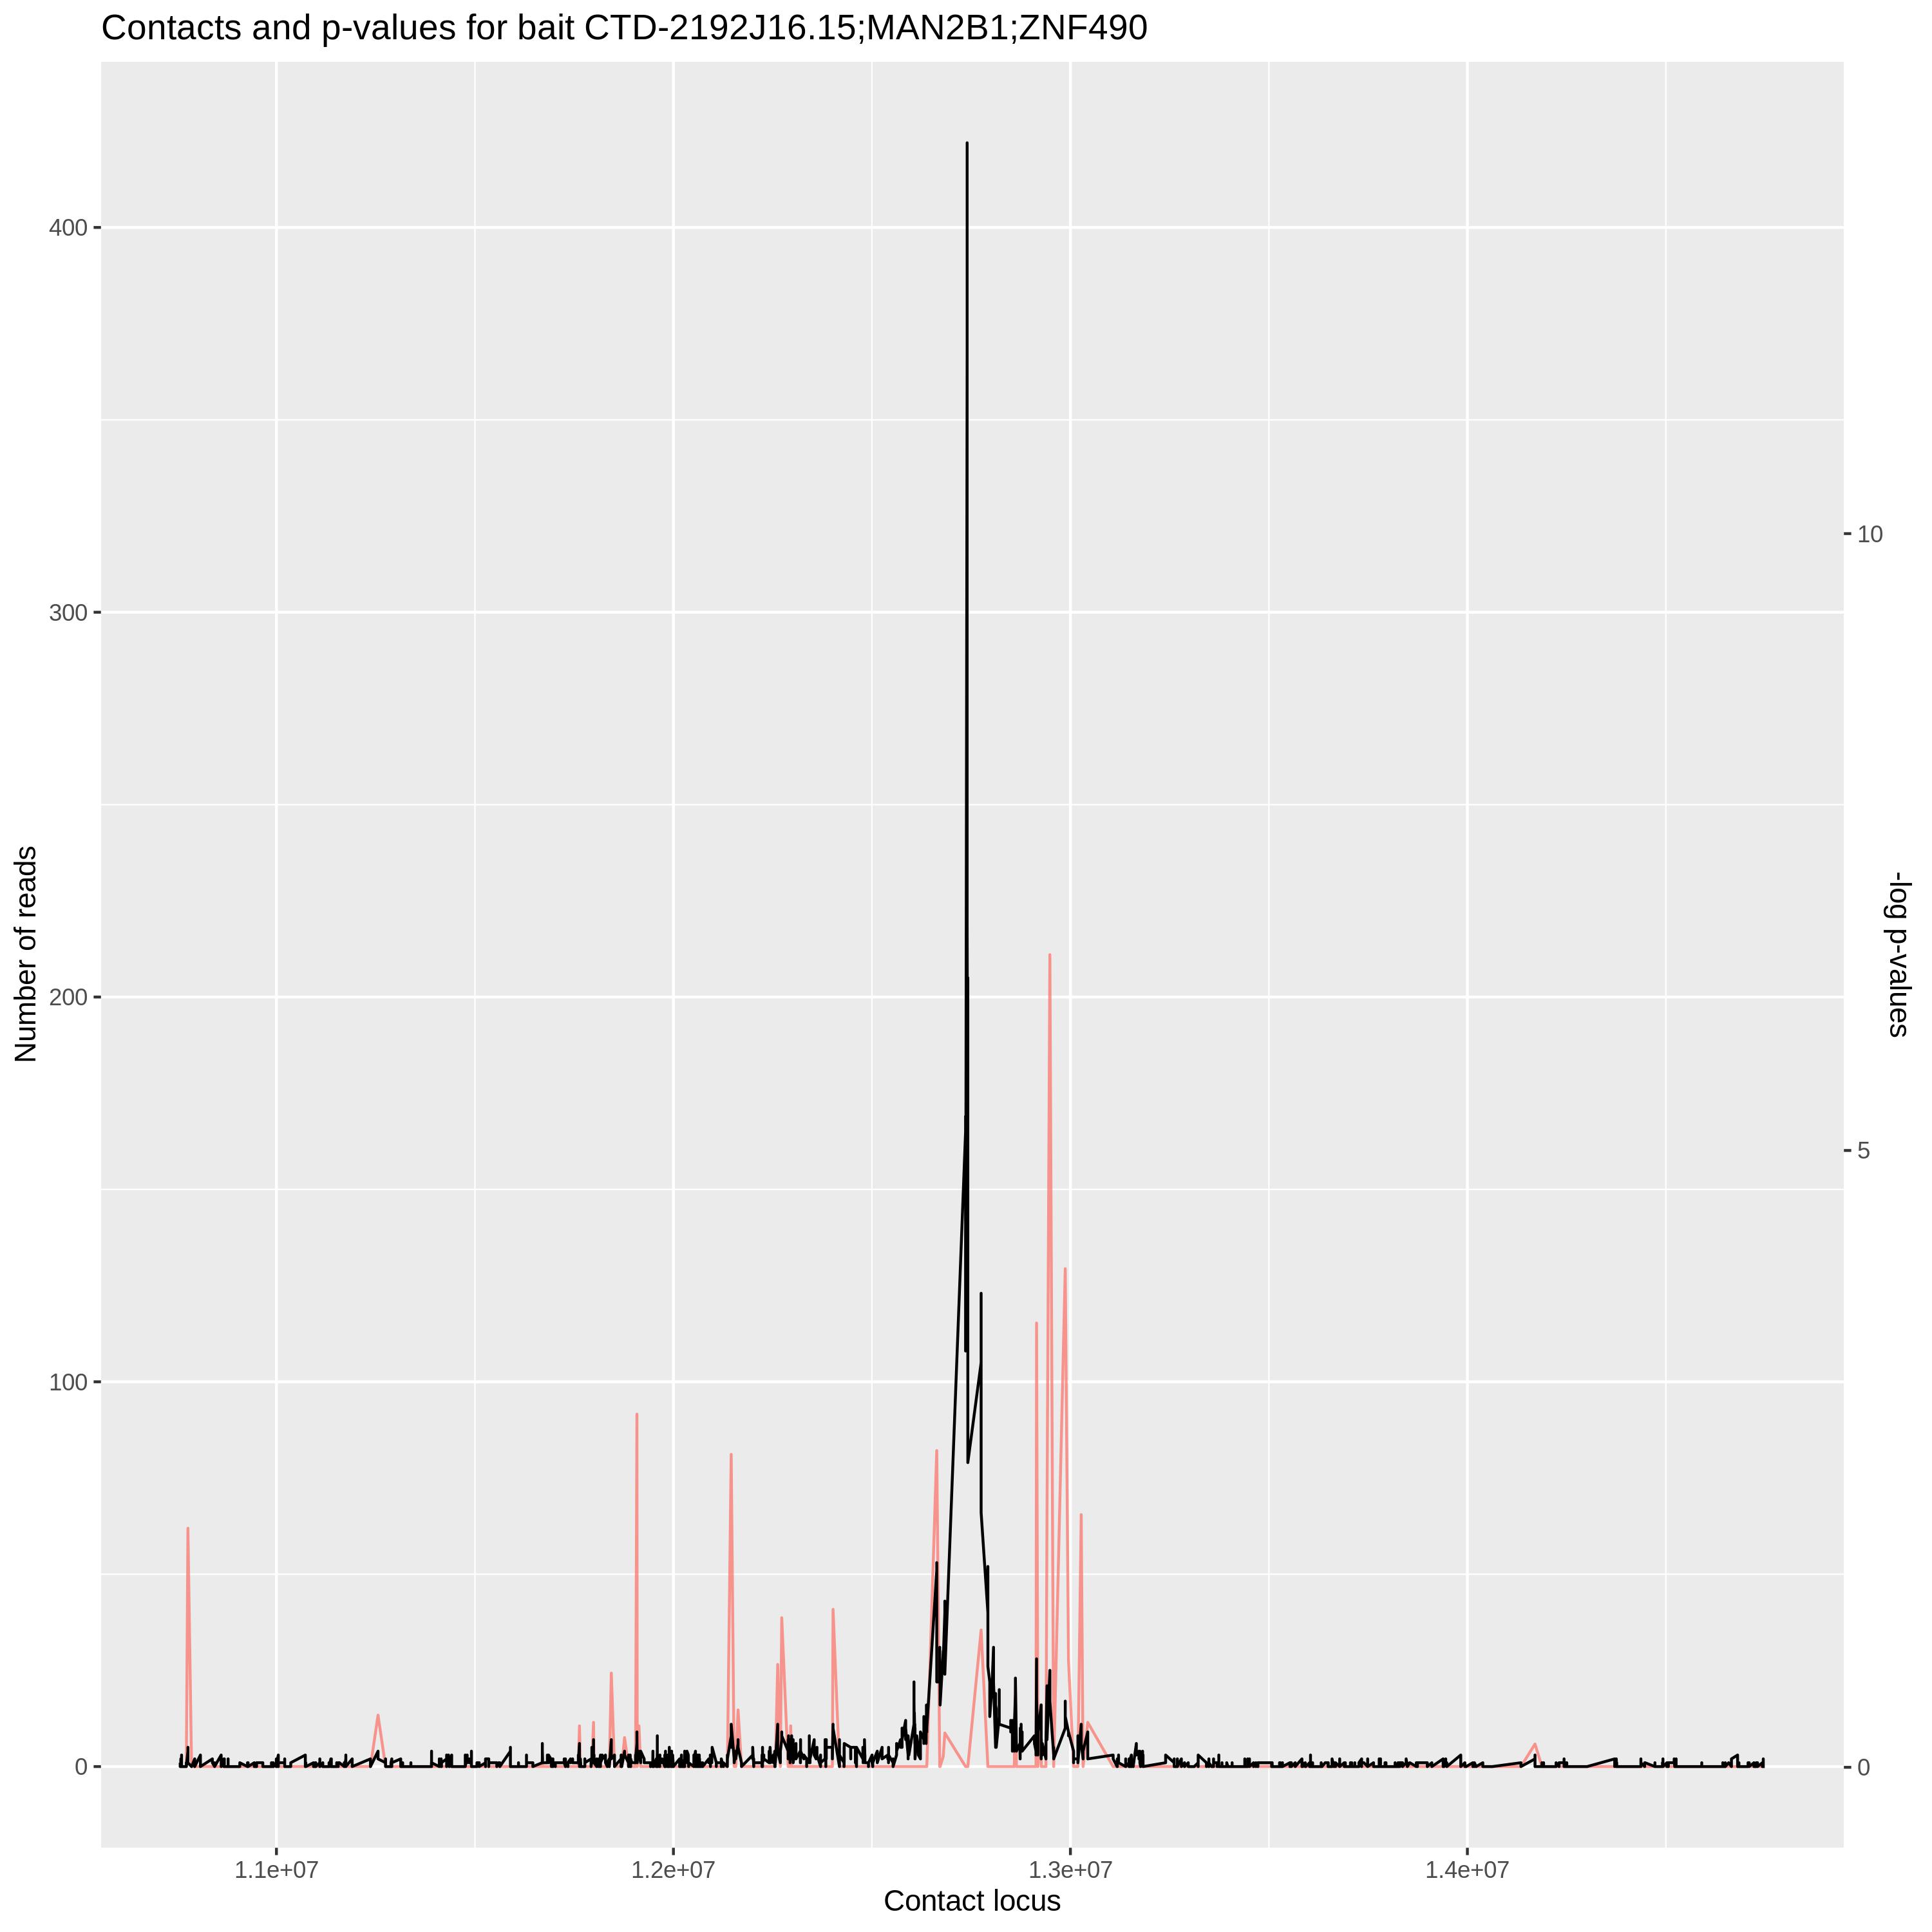 Contacts and p-values for bait CTD-2192J16.15;MAN2B1;ZNF490
400
300
200
100
0
Number of reads
10
5
0
-log p-values
1.1e+07
1.2e+07
1.3e+07
1.4e+07
Contact locus